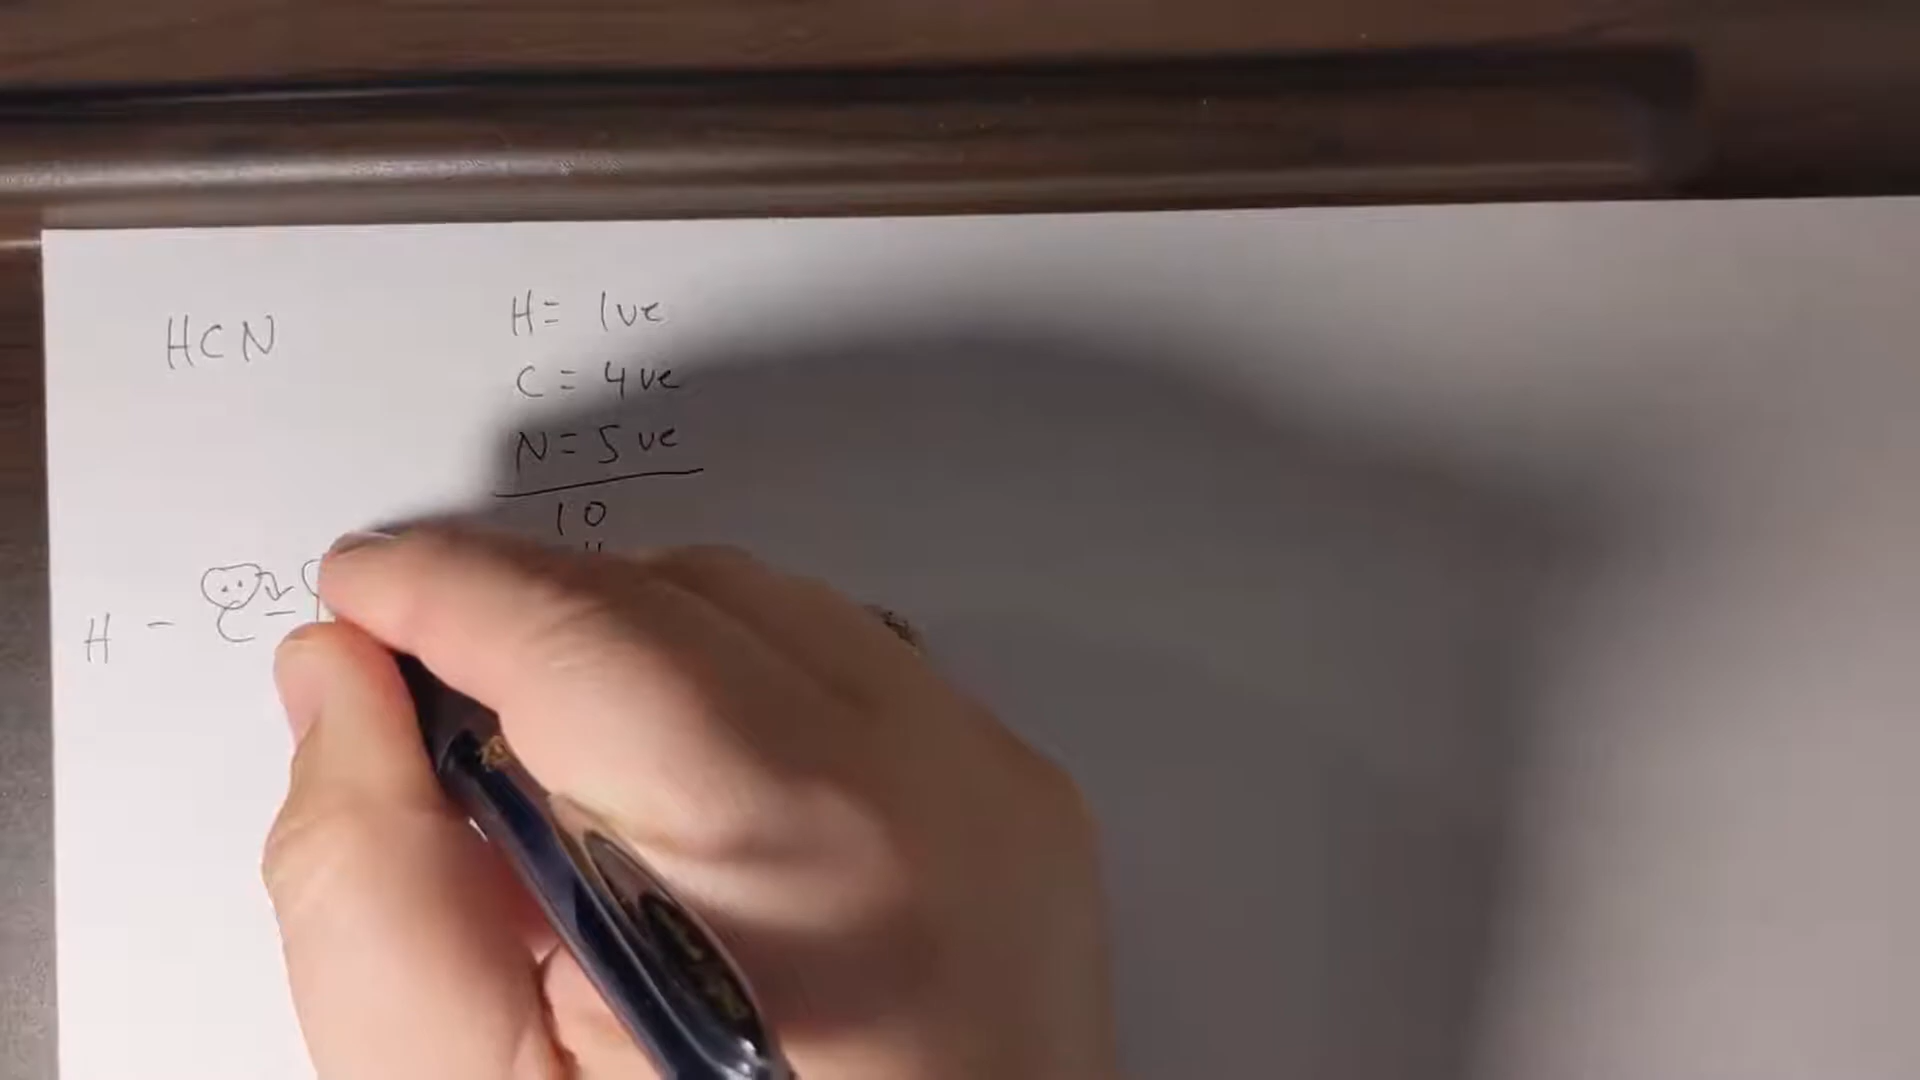 HCN
H = 1ve
C = 4ve
N = 5ve
10
H - C -